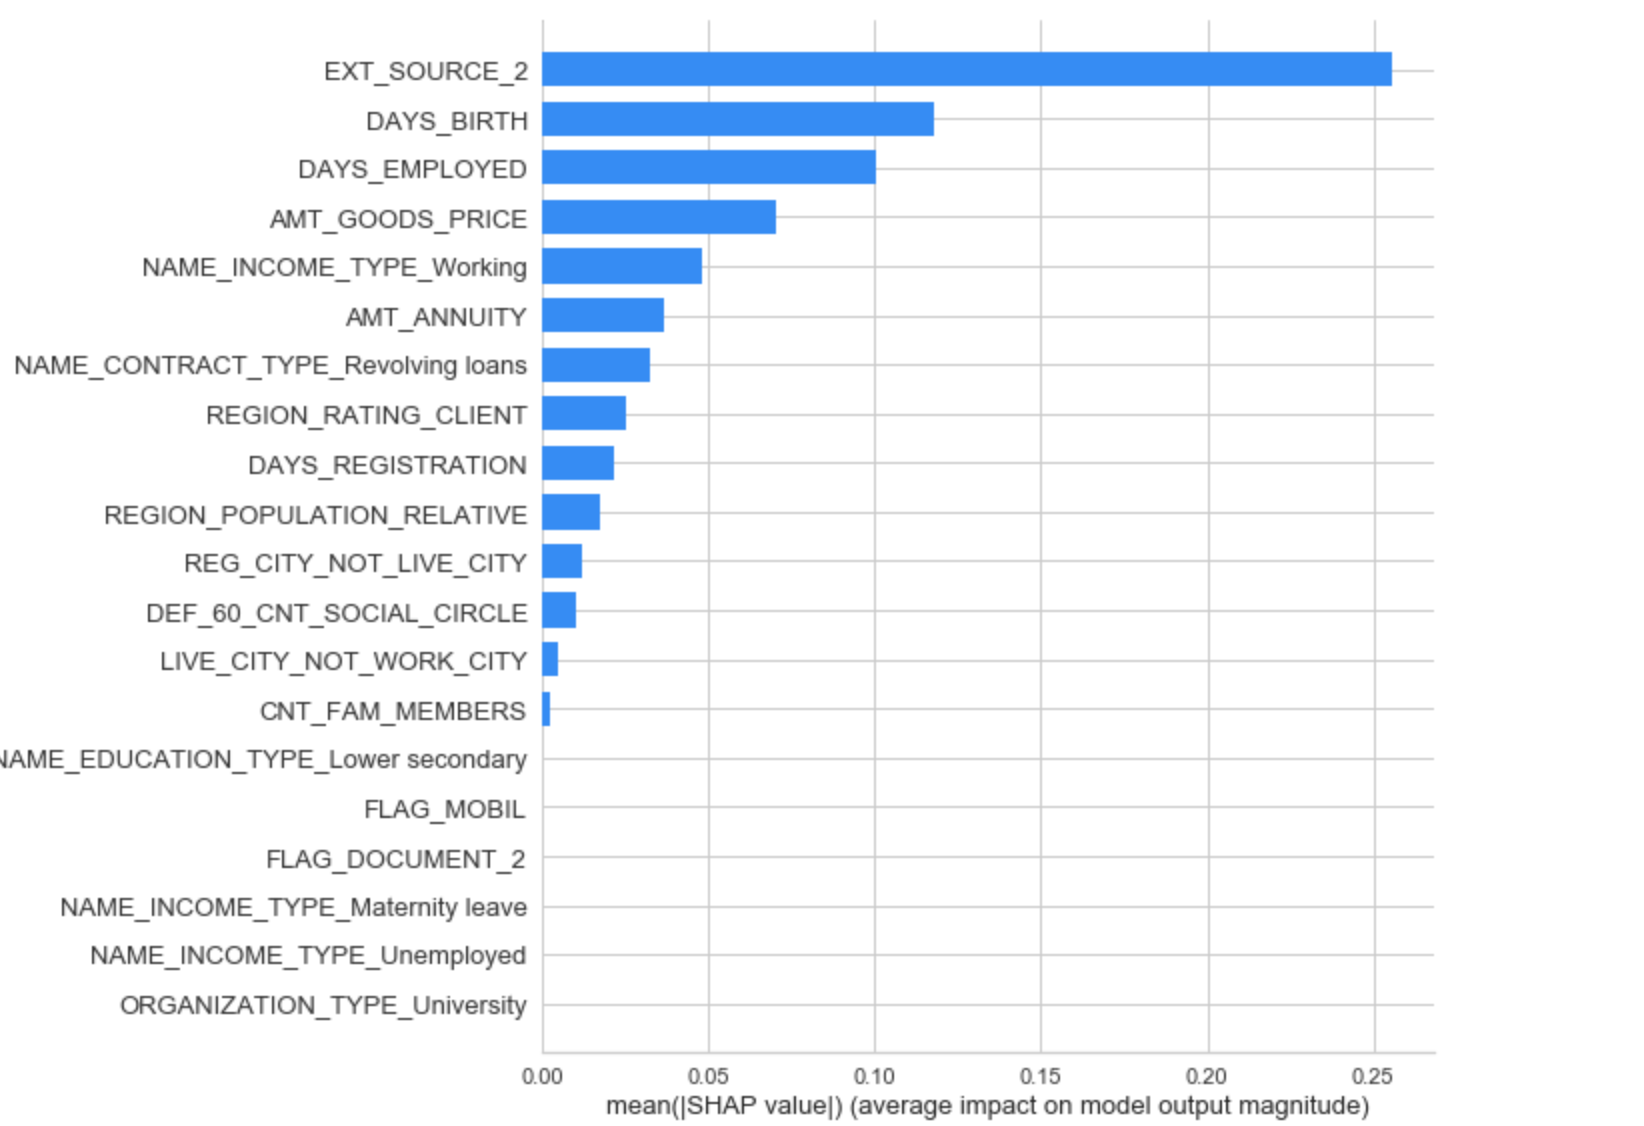 EXT_SOURCE_2
DAYS_BIRTH
DAYS_EMPLOYED
AMT_GOODS_PRICE
NAME_INCOME_TYPE_Working
AMT_ANNUITY
NAME_CONTRACT_TYPE_Revolving loans
REGION_RATING_CLIENT
DAYS_REGISTRATION
REGION_POPULATION_RELATIVE
REG_CITY_NOT_LIVE_CITY
DEF_60_CNT_SOCIAL_CIRCLE
LIVE_CITY_NOT_WORK_CITY
CNT_FAM_MEMBERS
NAME_EDUCATION_TYPE_Lower secondary
FLAG_MOBIL
FLAG_DOCUMENT_2
NAME_INCOME_TYPE_Maternity leave
NAME_INCOME_TYPE_Unemployed
ORGANIZATION_TYPE_University
0.00 0.05 0.10 0.15 0.20 0.25
mean(|SHAP value|) (average impact on model output magnitude)